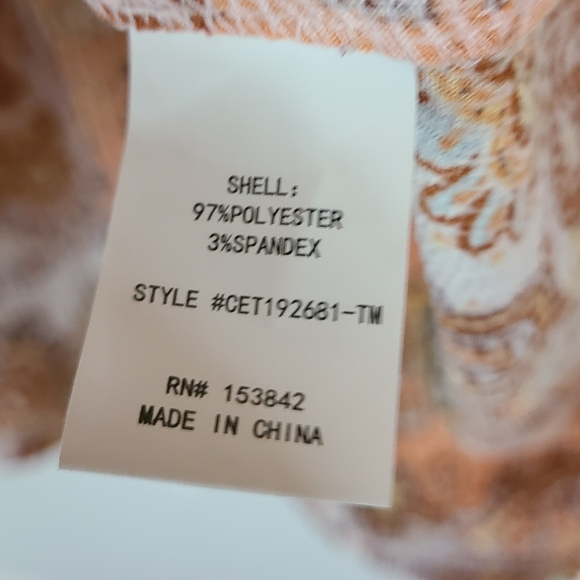 SHELL:
97%POLYESTER
3%SPANDEX
STYLE #CET192681-TW
RN# 153842
MADE IN CHINA